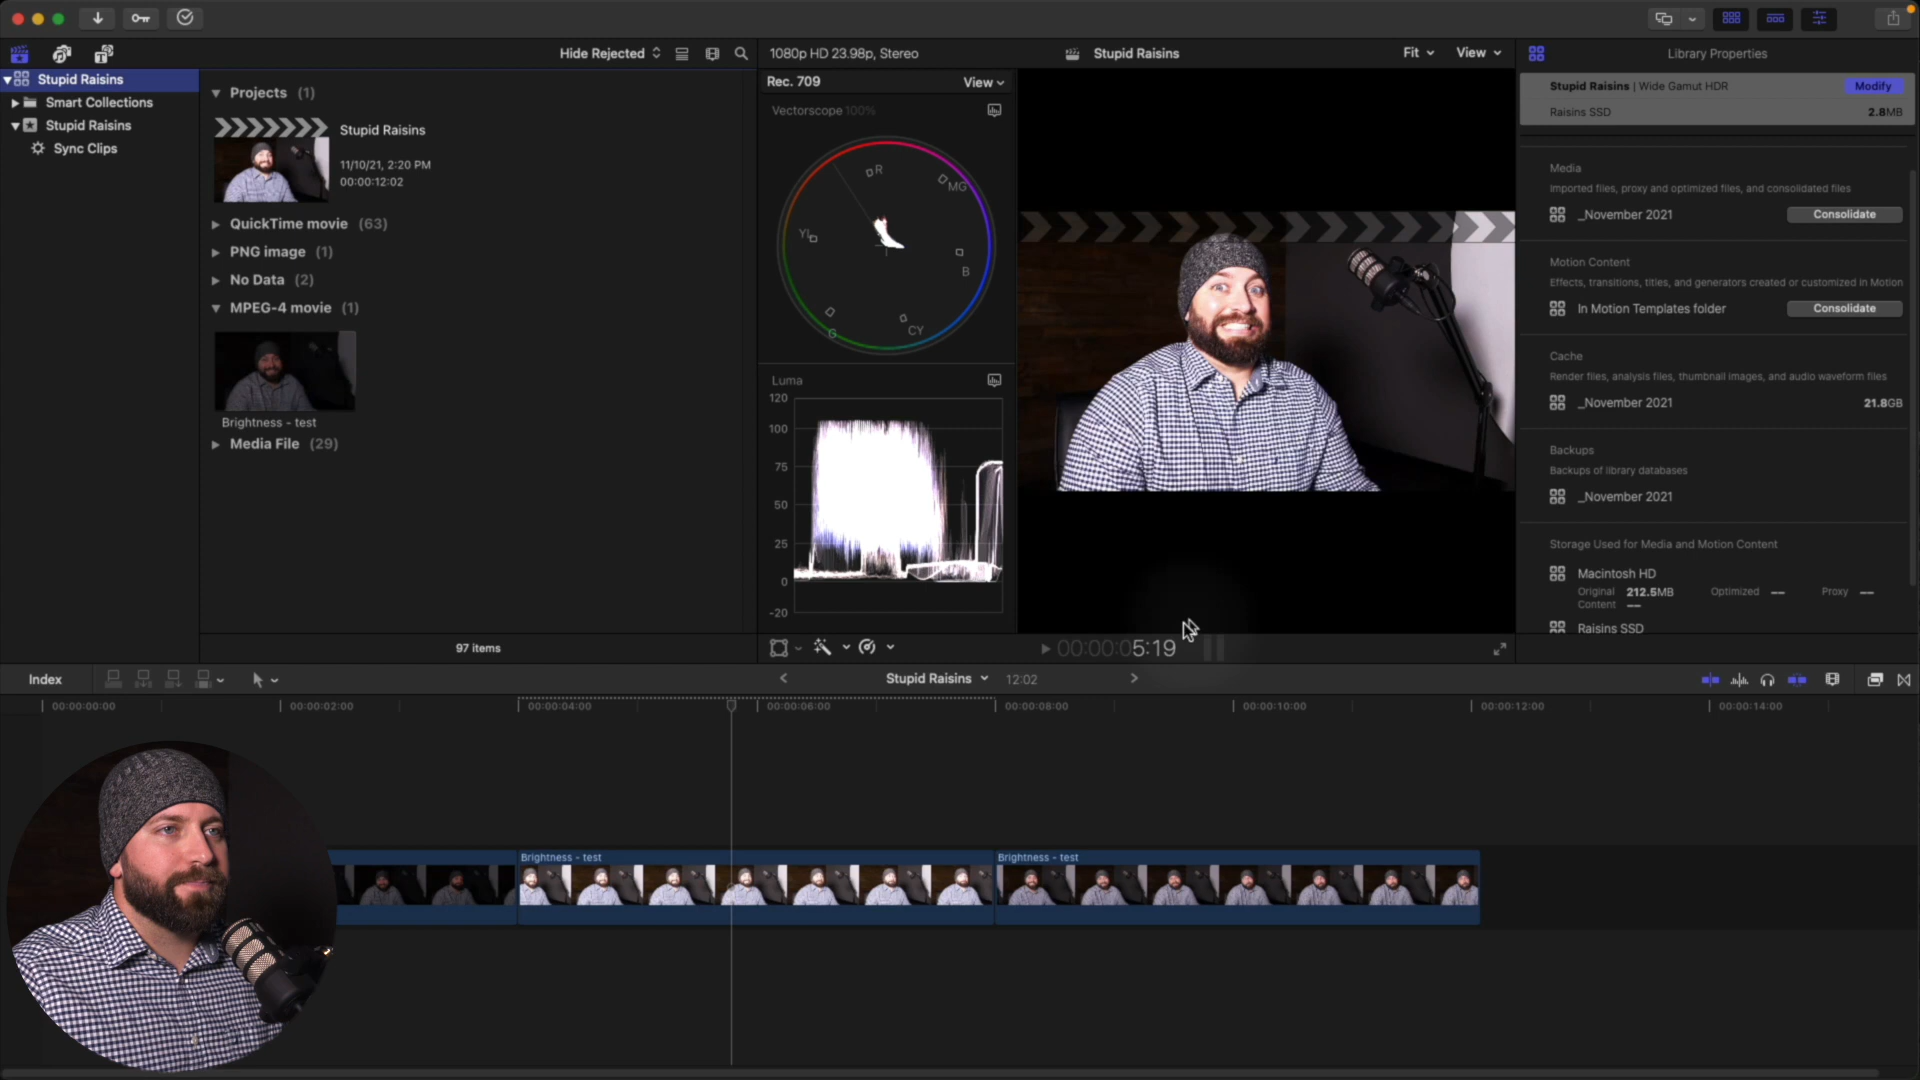 Hide Rejected
1080p HD 23.98p, Stereo
Stupid Raisins
Fit
View
Library Properties
Stupid Raisins
Smart Collections
Stupid Raisins
Sync Clips
Projects (1)
Stupid Raisins
11/10/21, 2:20 PM
00:00:12:02
QuickTime movie (63)
PNG image (1)
No Data (2)
MPEG-4 movie (1)
Brightness - test
Media File (29)
97 items
Rec. 709
View
Vectorscope 100%
R
MG
YL
B
G
CY
Luma
120
100
75
50
25
0
-20
00:00:05:19
Stupid Raisins | Wide Gamut HDR
Modify
Raisins SSD
2.8MB
Media
Imported files, proxy and optimized files, and consolidated files
_November 2021
Consolidate
Motion Content
Effects, transitions, titles, and generators created or customized in Motion
In Motion Templates folder
Consolidate
Cache
Render files, analysis files, thumbnail images, and audio waveform files
_November 2021
21.8GB
Backups
Backups of library databases
_November 2021
Storage Used for Media and Motion Content
Macintosh HD
Original 212.5MB Optimized -- Proxy --
Content --
Raisins SSD
Index
Stupid Raisins
12:02
00:00:00:00
00:00:02:00
00:00:04:00
00:00:06:00
00:00:08:00
00:00:10:00
00:00:12:00
00:00:14:00
Brightness - test
Brightness - test